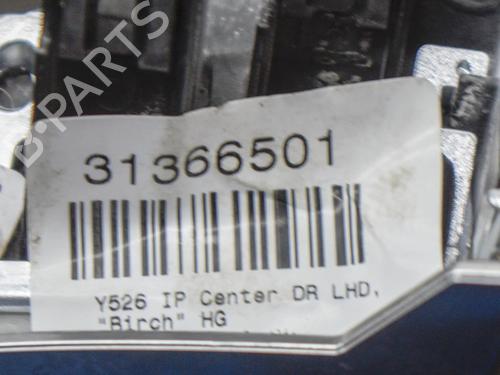 B-PARTS
31366501
Y526 IP Center DR LHD,
"Birch" HG